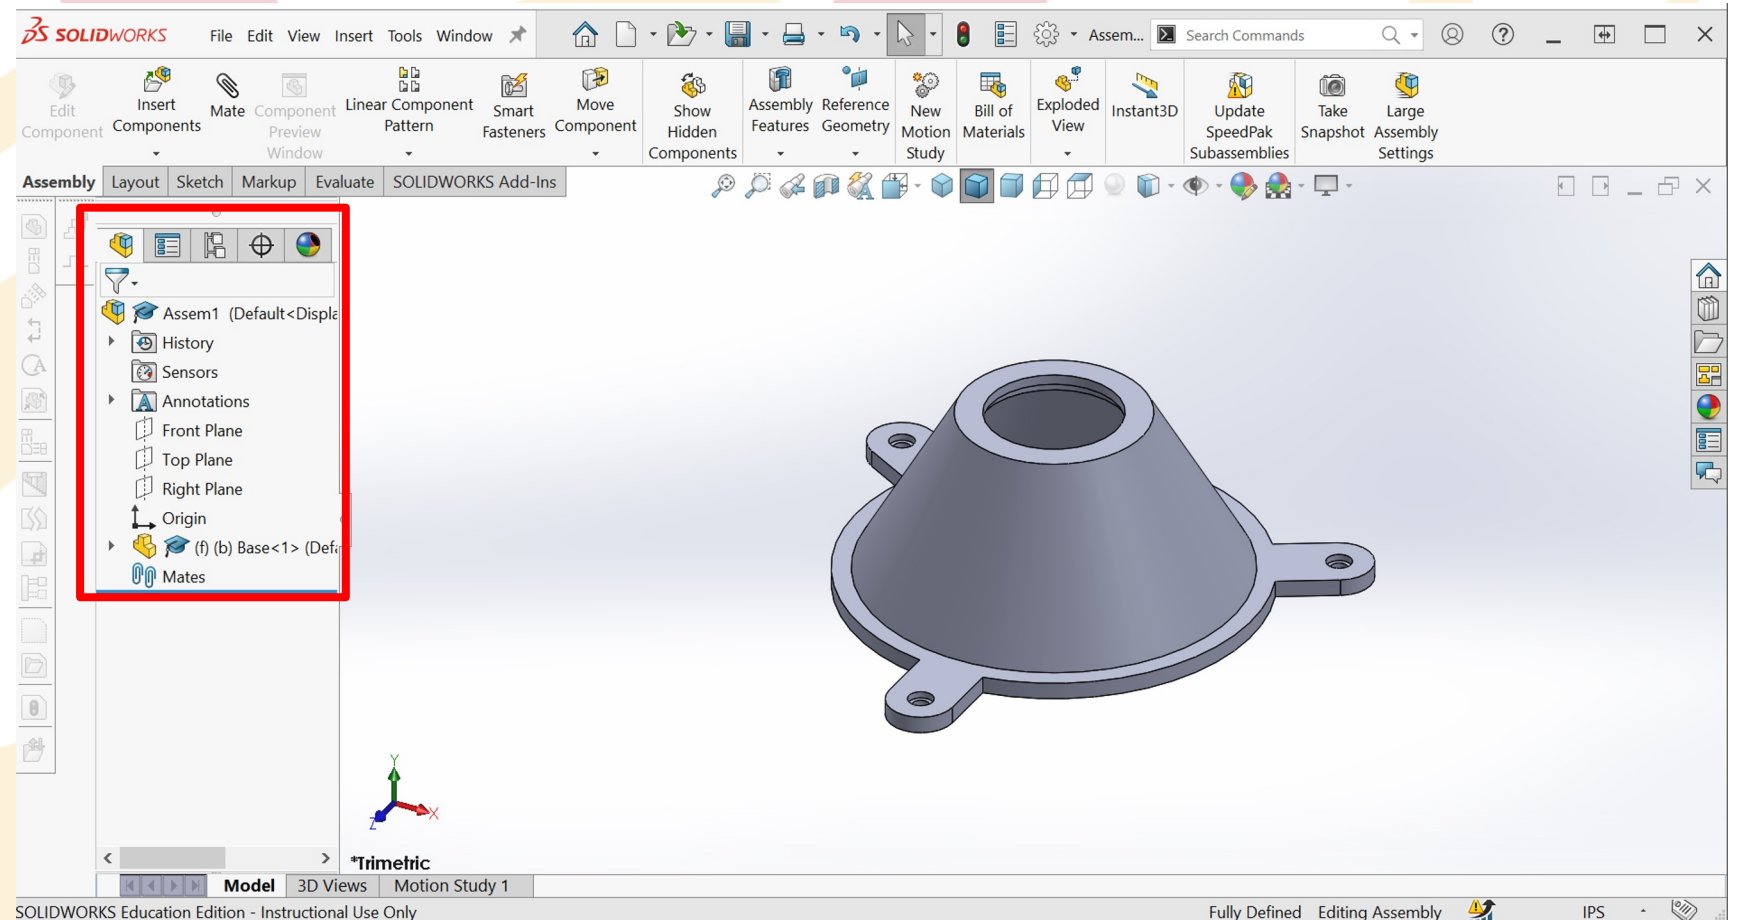 SOLIDWORKS File Edit View Insert Tools Window Assem... Search Commands
Edit Component
Insert Components
Mate
Component Preview Window
Linear Component Pattern
Smart Fasteners
Move Component
Show Hidden Components
Assembly Features
Reference Geometry
New Motion Study
Bill of Materials
Exploded View
Instant3D
Update SpeedPak Subassemblies
Take Snapshot
Large Assembly Settings
Assembly Layout Sketch Markup Evaluate SOLIDWORKS Add-Ins
Assem1 (Default<Displa
History
Sensors
Annotations
Front Plane
Top Plane
Right Plane
Origin
(f) (b) Base<1> (Defa
Mates
Y
X
Z
*Trimetric
Model 3D Views Motion Study 1
SOLIDWORKS Education Edition - Instructional Use Only Fully Defined Editing Assembly IPS